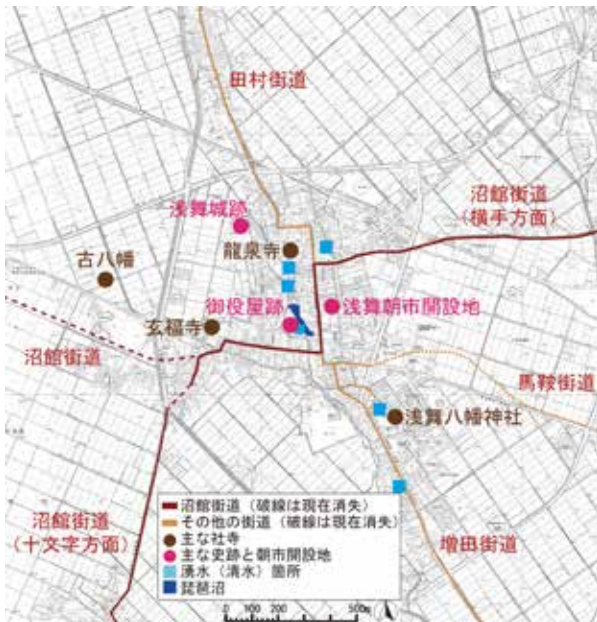 田村街道
沼館街道
(横手方面)
浅舞城跡
龍泉寺
古八幡
御役屋跡
浅舞朝市開設地
玄福寺
沼館街道
馬鞍街道
浅舞八幡神社
沼館街道
(十文字方面)
増田街道
沼館街道(破線は現在消失)
その他の街道(破線は現在消失)
主な社寺
主な史跡と朝市開設地
湧水(清水)箇所
琵琶沼
0 100 200 500m